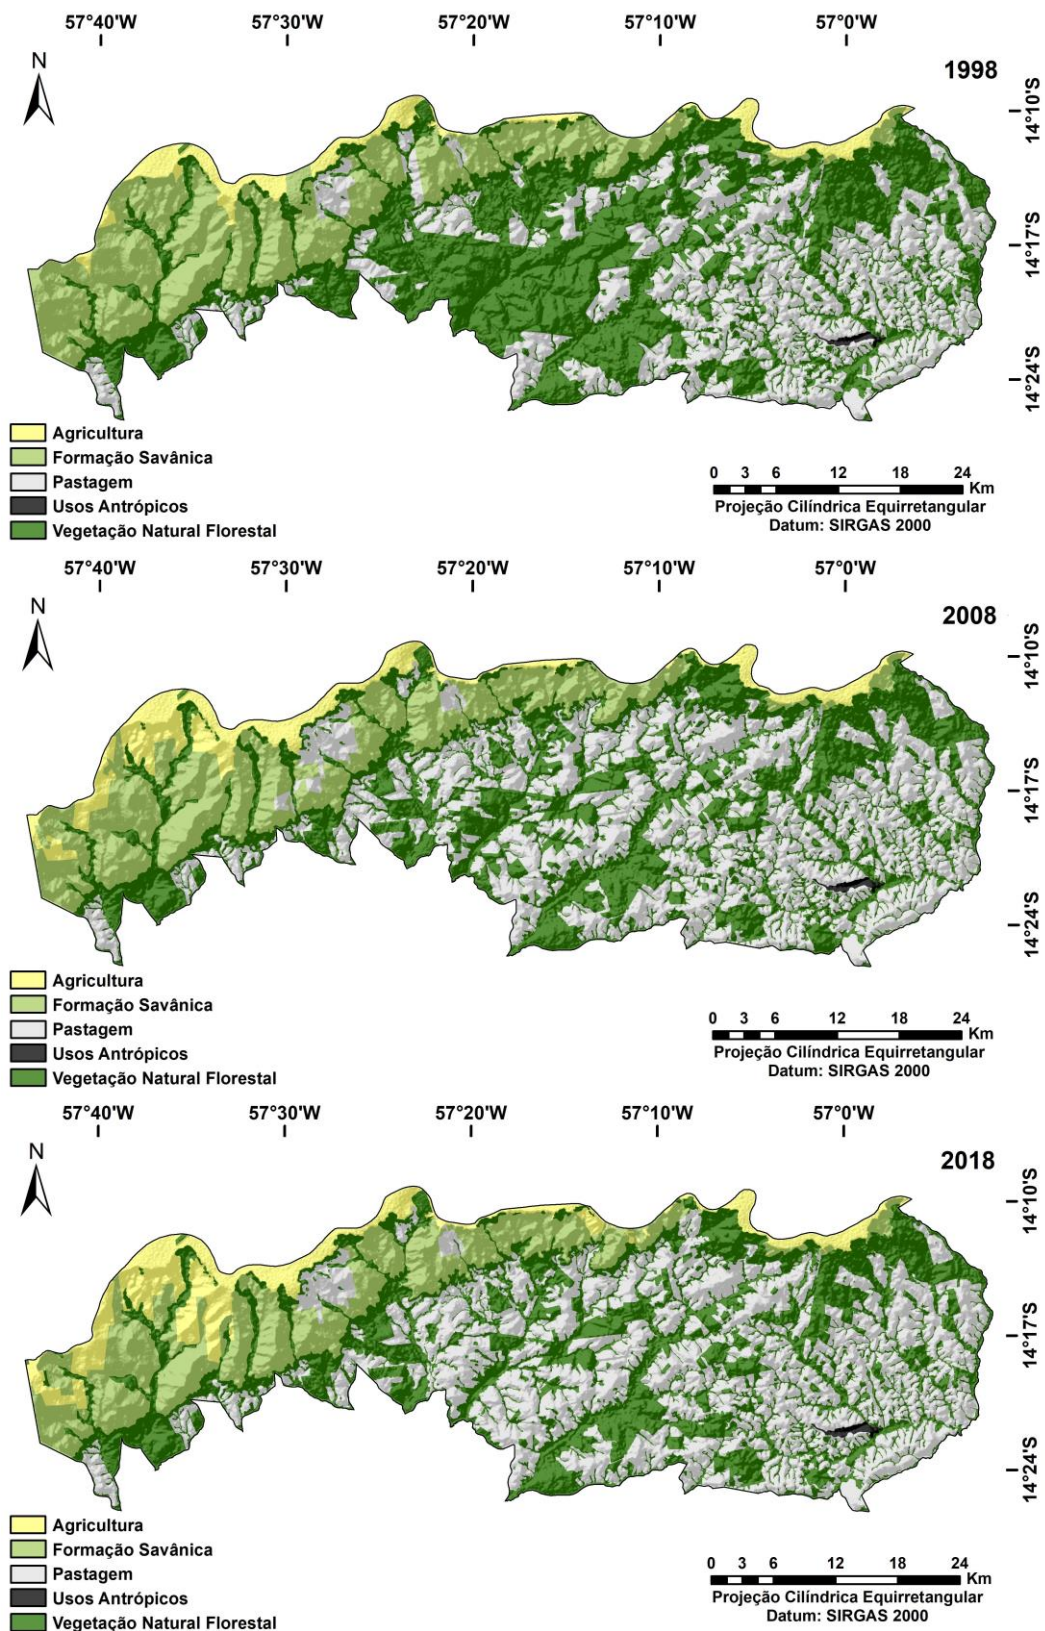 57°40'W 57°30'W 57°20'W 57°10'W 57°0'W
N
1998
14°10'S
14°17'S
14°24'S
Agricultura
Formação Savânica
Pastagem
Usos Antrópicos
Vegetação Natural Florestal
0 3 6 12 18 24
Km
Projeção Cilíndrica Equirretangular
Datum: SIRGAS 2000
57°40'W 57°30'W 57°20'W 57°10'W 57°0'W
N
2008
14°10'S
14°17'S
14°24'S
Agricultura
Formação Savânica
Pastagem
Usos Antrópicos
Vegetação Natural Florestal
0 3 6 12 18 24
Km
Projeção Cilíndrica Equirretangular
Datum: SIRGAS 2000
57°40'W 57°30'W 57°20'W 57°10'W 57°0'W
N
2018
14°10'S
14°17'S
14°24'S
Agricultura
Formação Savânica
Pastagem
Usos Antrópicos
Vegetação Natural Florestal
0 3 6 12 18 24
Km
Projeção Cilíndrica Equirretangular
Datum: SIRGAS 2000